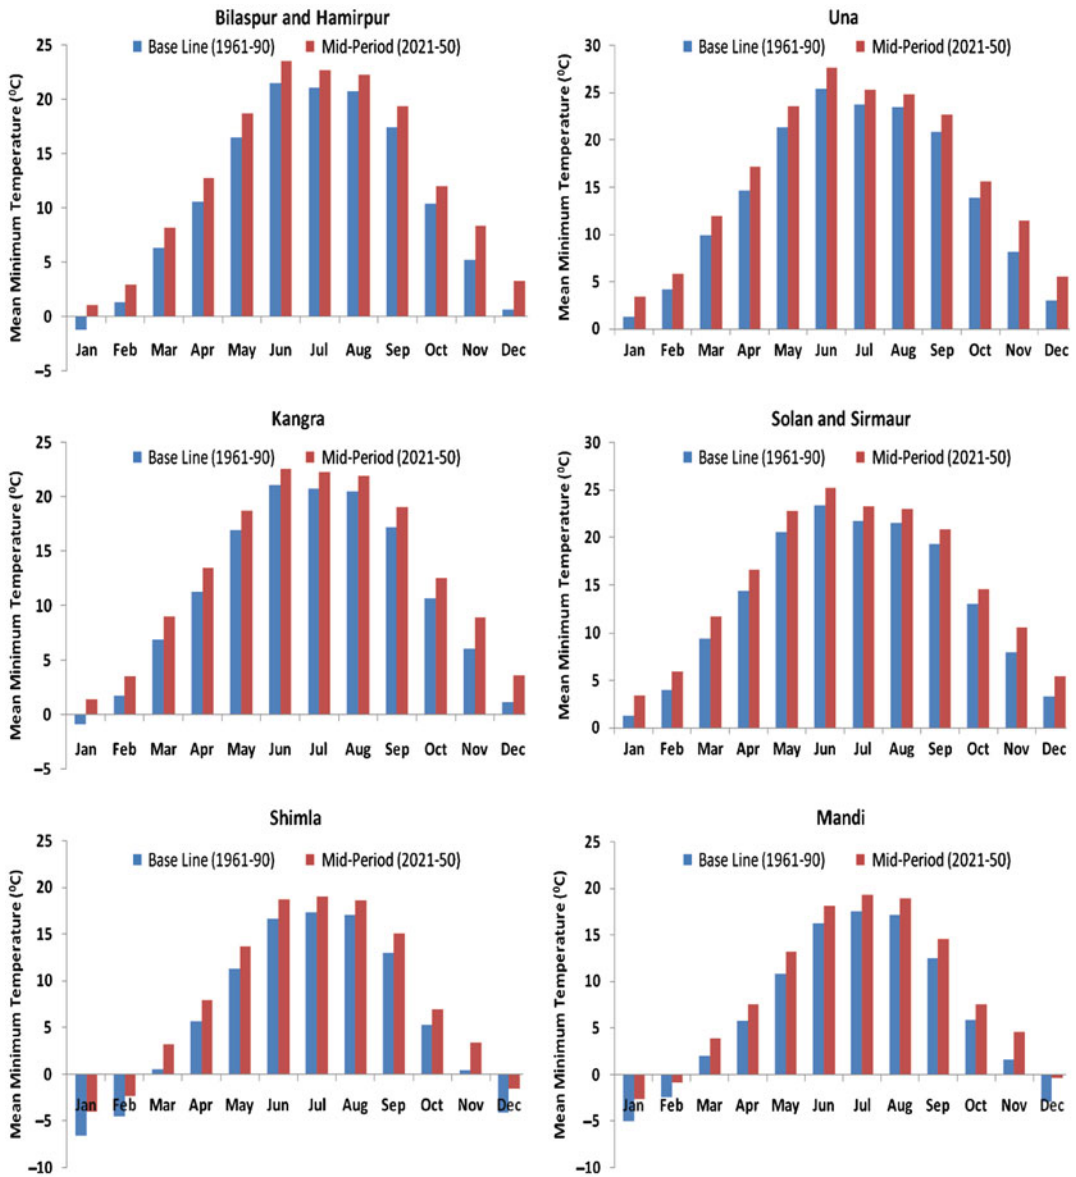 Bilaspur and Hamirpur
Base Line (1961-90) Mid-Period (2021-50)
Mean Minimum Temperature (⁰C)
25
20
15
10
5
0
–5
Jan Feb Mar Apr May Jun Jul Aug Sep Oct Nov Dec
Una
Base Line (1961-90) Mid-Period (2021-50)
Mean Minimum Temperature (⁰C)
30
25
20
15
10
5
0
Jan Feb Mar Apr May Jun Jul Aug Sep Oct Nov Dec
Kangra
Base Line (1961-90) Mid-Period (2021-50)
Mean Minimum Temperature (⁰C)
25
20
15
10
5
0
–5
Jan Feb Mar Apr May Jun Jul Aug Sep Oct Nov Dec
Solan and Sirmaur
Base Line (1961-90) Mid-Period (2021-50)
Mean Minimum Temperature (⁰C)
30
25
20
15
10
5
0
Jan Feb Mar Apr May Jun Jul Aug Sep Oct Nov Dec
Shimla
Base Line (1961-90) Mid-Period (2021-50)
Mean Minimum Temperature (⁰C)
25
20
15
10
5
0
–5
–10
Jan Feb Mar Apr May Jun Jul Aug Sep Oct Nov Dec
Mandi
Base Line (1961-90) Mid-Period (2021-50)
Mean Minimum Temperature (⁰C)
25
20
15
10
5
0
–5
–10
Jan Feb Mar Apr May Jun Jul Aug Sep Oct Nov Dec